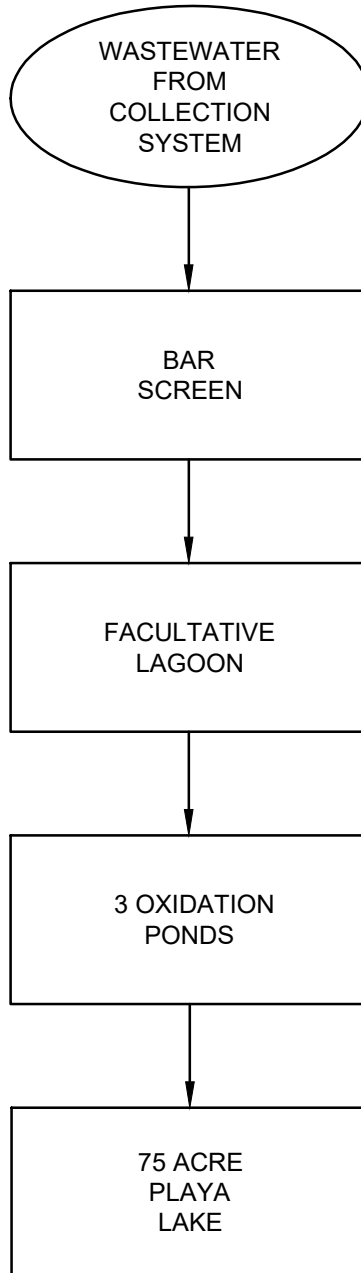 WASTEWATER
FROM
COLLECTION
SYSTEM
BAR
SCREEN
FACULTATIVE
LAGOON
3 OXIDATION
PONDS
75 ACRE
PLAYA
LAKE